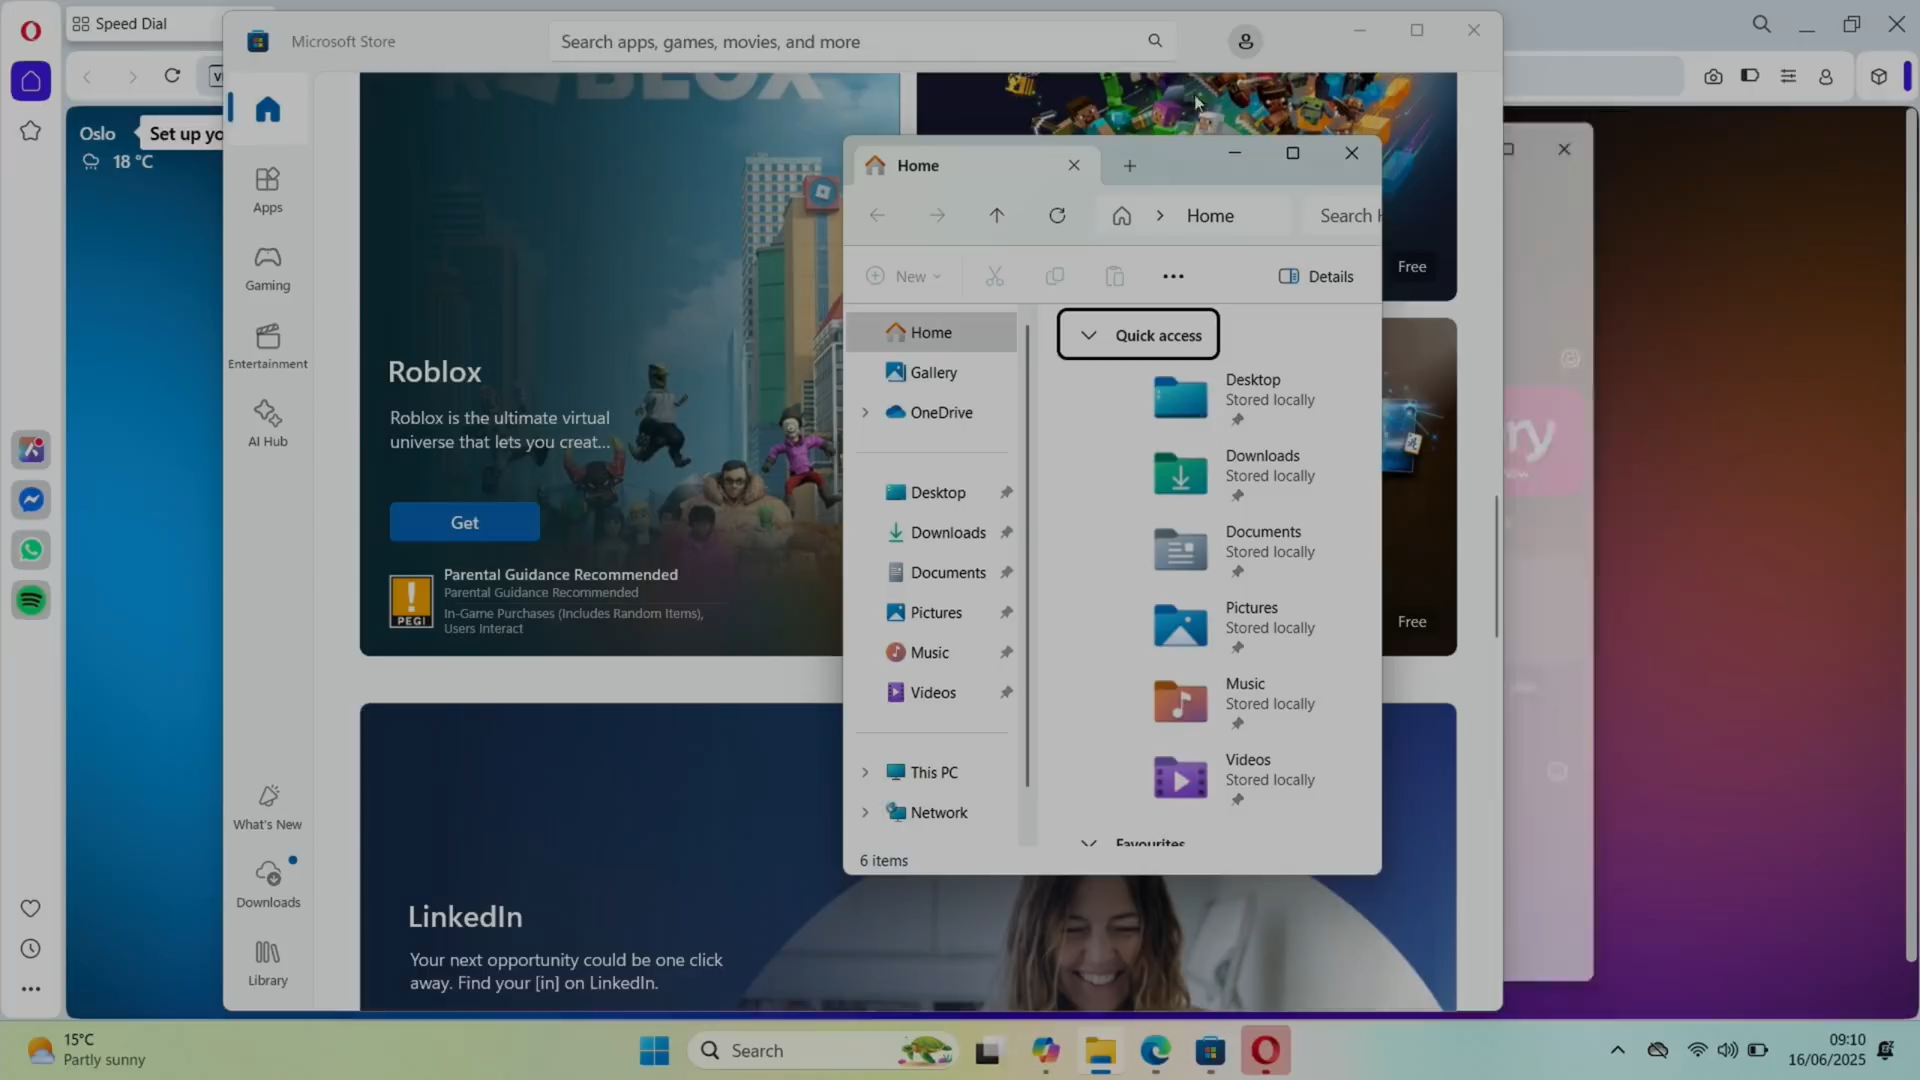 Speed Dial
Microsoft Store
Search apps, games, movies, and more
Oslo
Set up yo
18 °C
Home
Home
Search H
New
Details
Free
Apps
Gaming
Entertainment
AI Hub
What's New
Downloads
Library
Roblox
Roblox is the ultimate virtual
universe that lets you creat...
Get
PEGI
Parental Guidance Recommended
Parental Guidance Recommended
In-Game Purchases (Includes Random Items),
Users Interact
Home
Gallery
OneDrive
Desktop
Downloads
Documents
Pictures
Music
Videos
This PC
Network
Quick access
Desktop
Stored locally
Downloads
Stored locally
Documents
Stored locally
Pictures
Stored locally
Music
Stored locally
Videos
Stored locally
Favourites
6 items
Free
LinkedIn
Your next opportunity could be one click
away. Find your [in] on LinkedIn.
15°C
Partly sunny
Search
09:10
16/06/2025